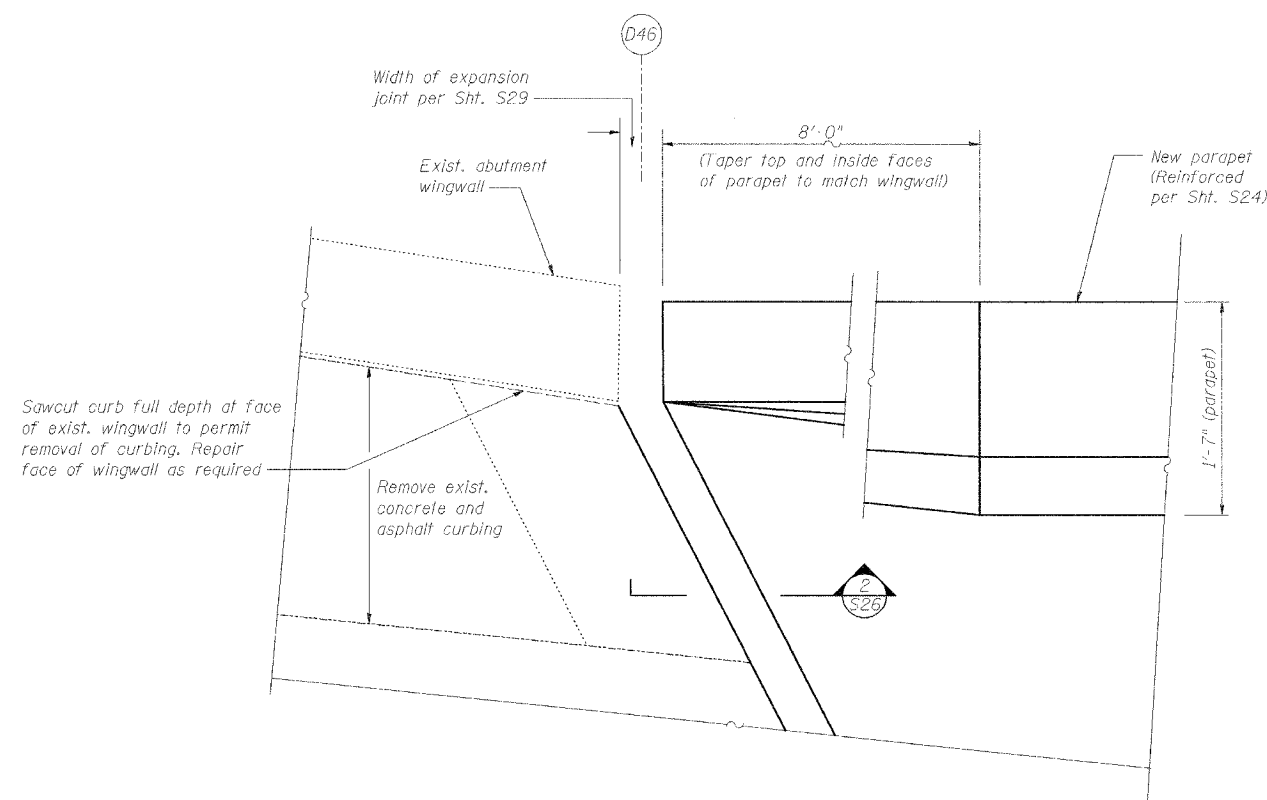 D46
Width of expansion
joint per Sht. S29
8'-0"
(Taper top and inside faces
of parapet to match wingwall)
New parapet
(Reinforced
per Sht. S24)
Exist. abutment
wingwall
1'-7" (parapet)
Sawcut curb full depth at face
of exist. wingwall to permit
removal of curbing. Repair
face of wingwall as required
Remove exist.
concrete and
asphalt curbing
2
S26